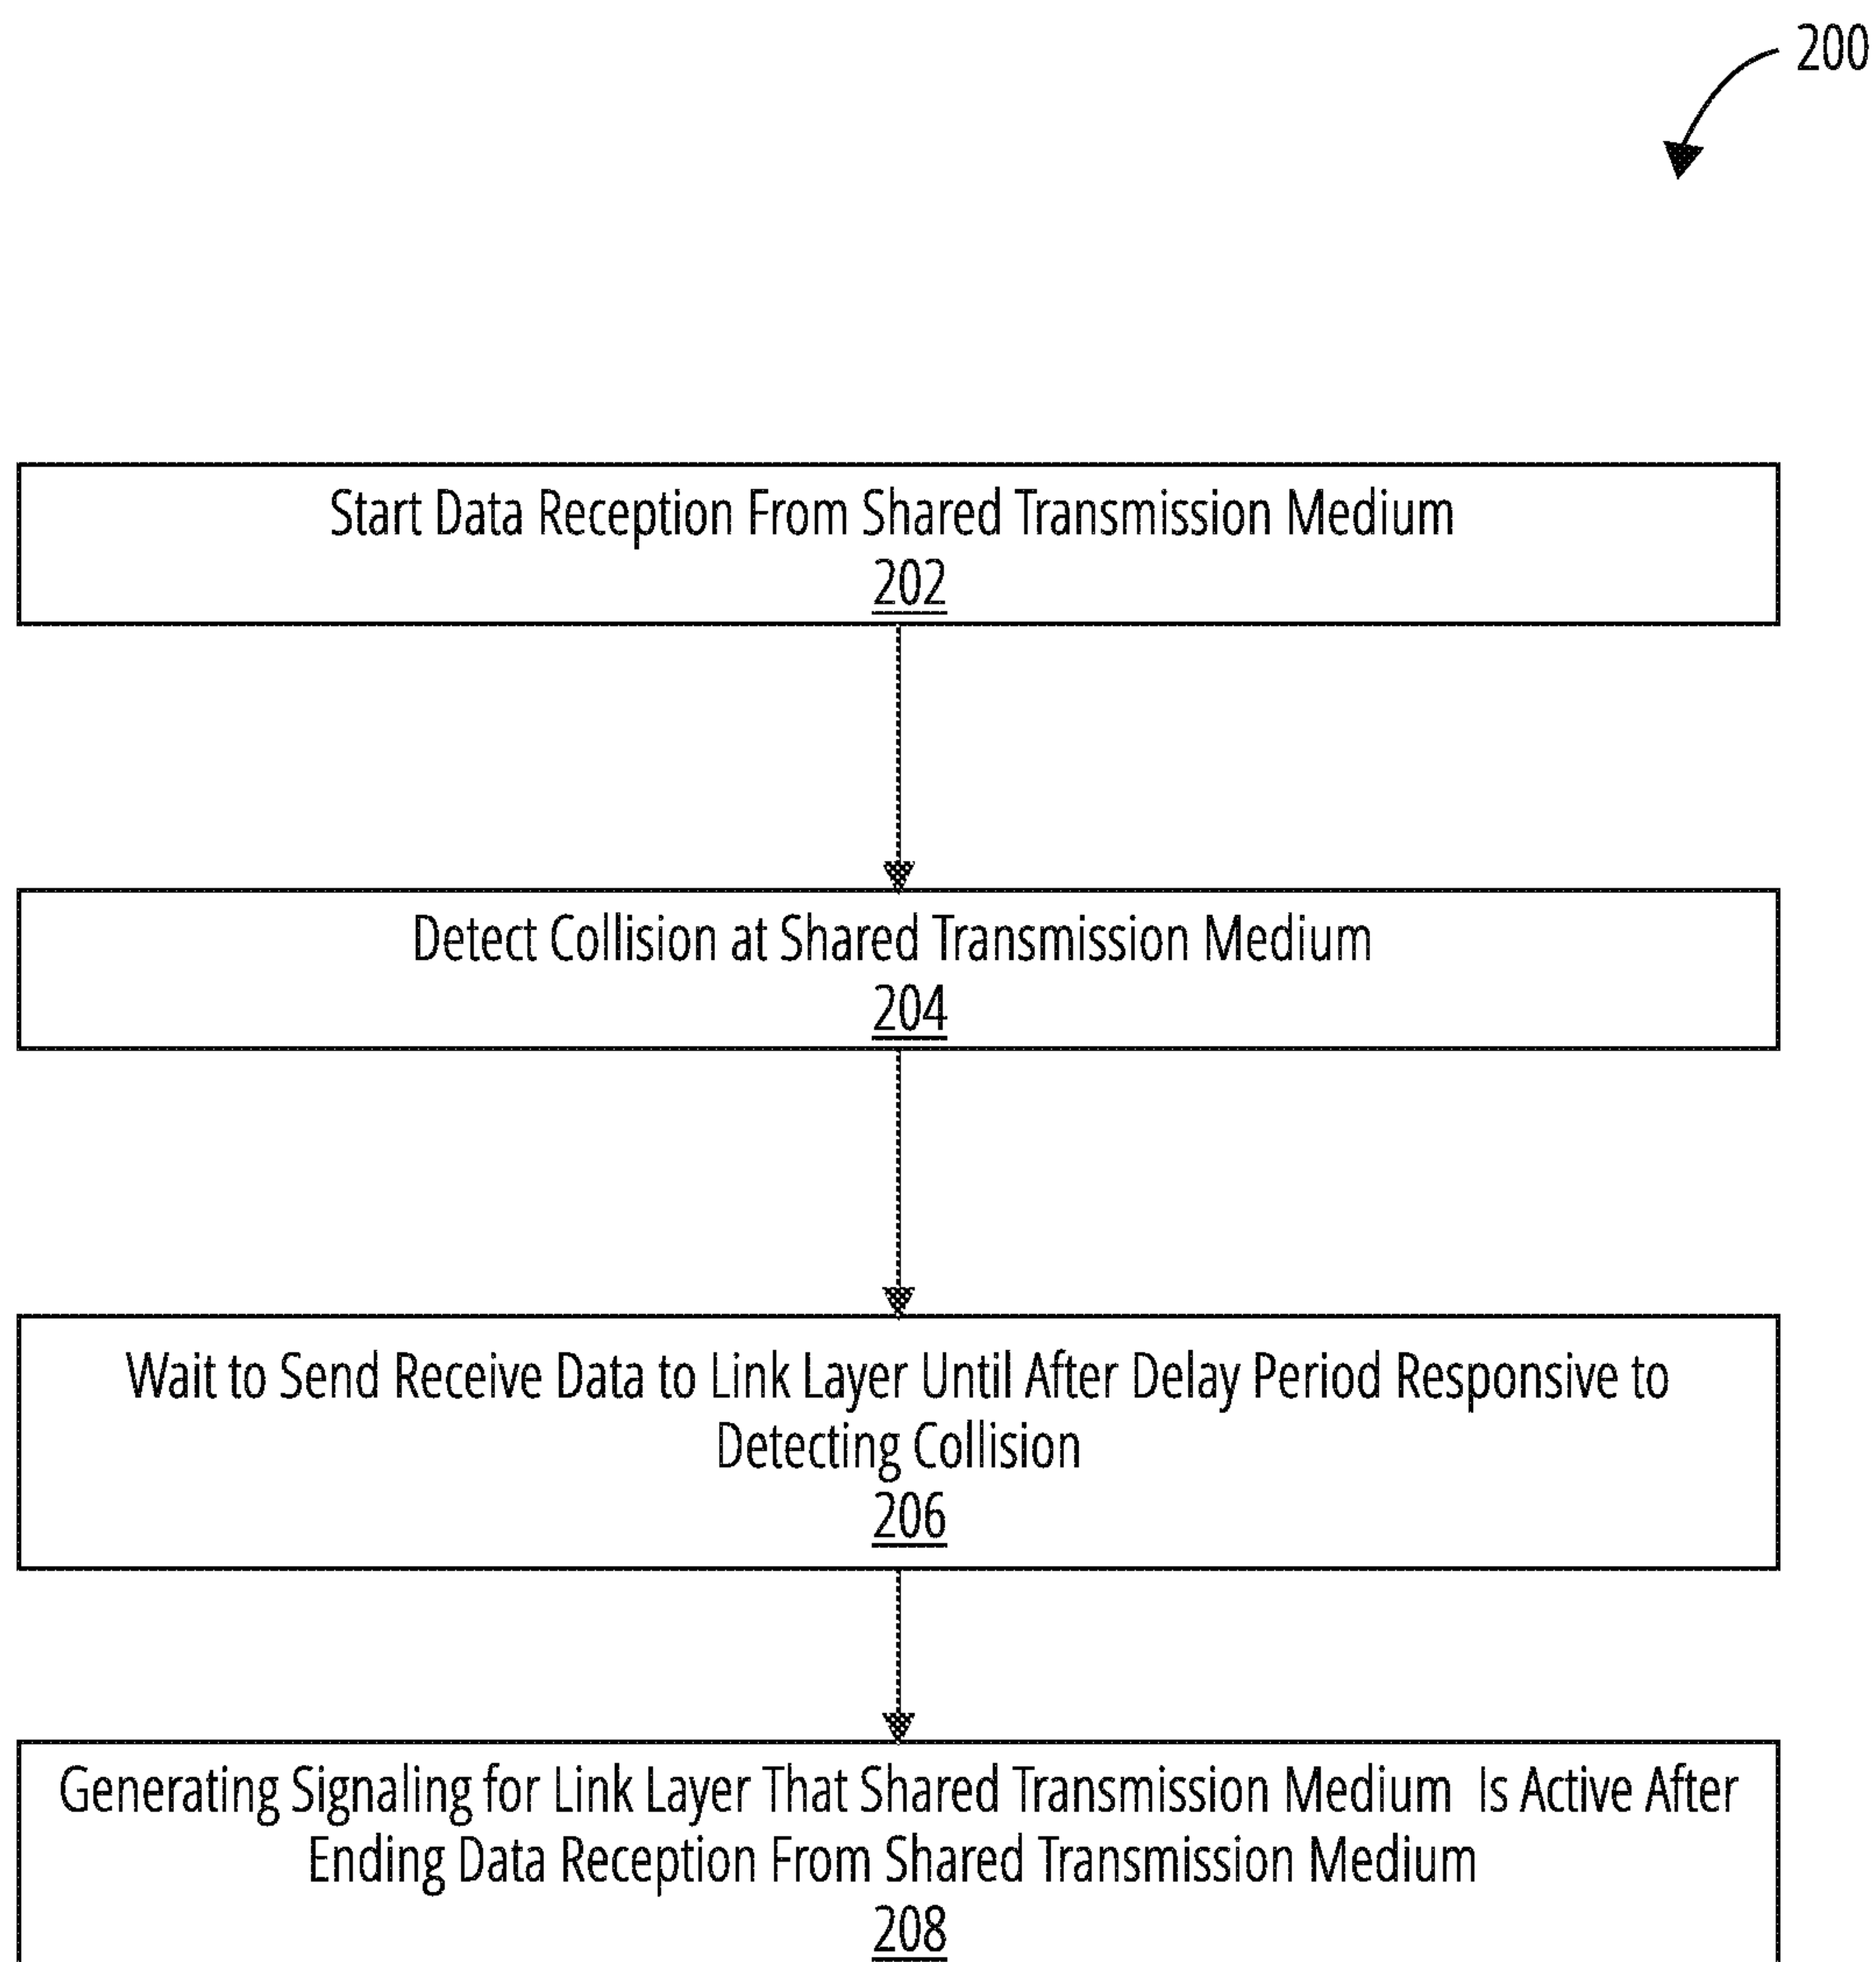 200
Start Data Reception From Shared Transmission Medium
202
Detect Collision at Shared Transmission Medium
204
Wait to Send Receive Data to Link Layer Until After Delay Period Responsive to
Detecting Collision
206
Generating Signaling for Link Layer That Shared Transmission Medium Is Active After
Ending Data Reception From Shared Transmission Medium
208